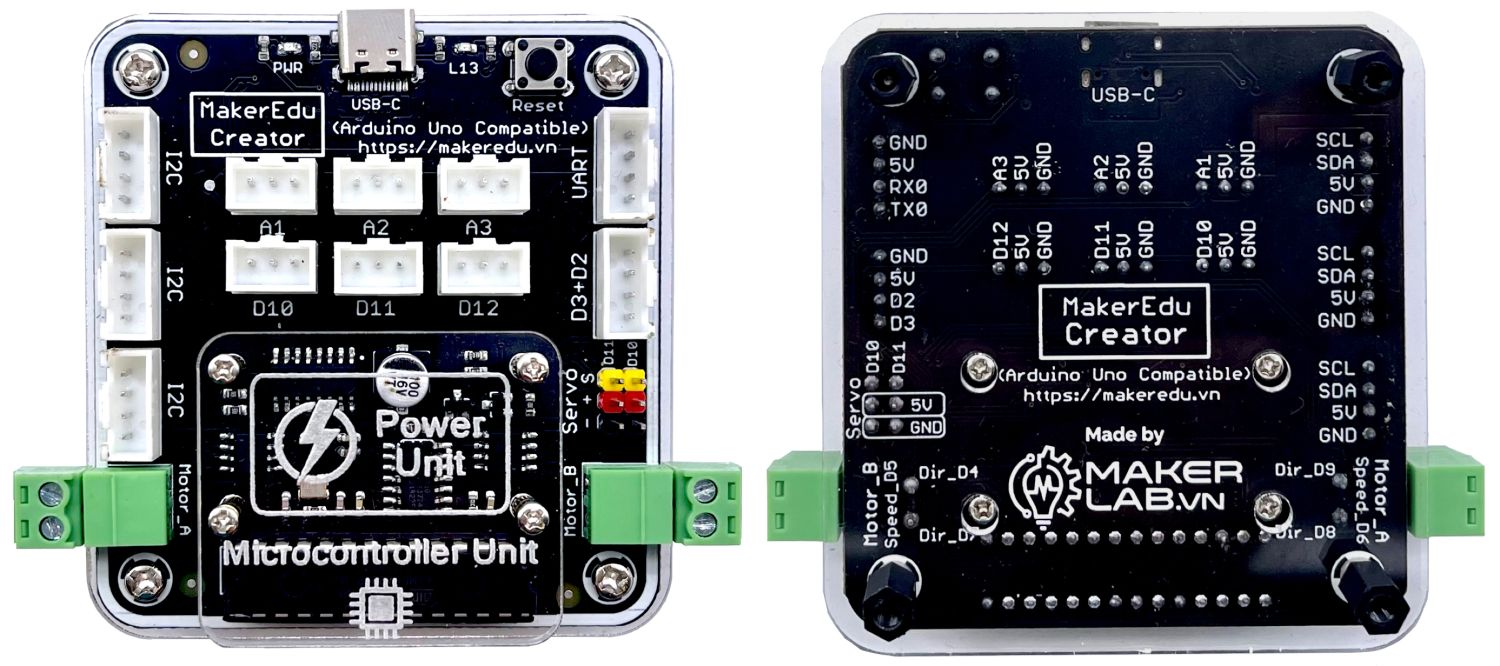 PWR
L13
USB-C
Reset
MakerEdu
Creator
(Arduino Uno Compatible)
https://makeredu.vn
I2C
UART
A1
A2
A3
I2C
D3+D2
D10
D11
D12
I2C
D11
D10
Servo
- + S
100
16V
Power
Unit
Motor_A
Motor_B
Microcontroller Unit
USB-C
GND
5V
RX0
TX0
A3
5V
GND
A2
5V
GND
A1
5V
GND
SCL
SDA
5V
GND
GND
5V
D2
D3
D12
5V
GND
D11
5V
GND
D10
5V
GND
SCL
SDA
5V
GND
MakerEdu
Creator
D10
D11
Servo
5V
GND
(Arduino Uno Compatible)
https://makeredu.vn
SCL
SDA
5V
GND
Made by
MAKER
LAB.VN
Motor_B
Speed_D5
Dir_D4
Dir_D7
Dir_D9
Dir_D8
Motor_A
Speed_D6